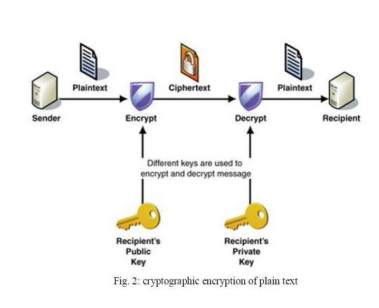 Plaintext
Ciphertext
Plaintext
Sender
Encrypt
Decrypt
Recipient
Different keys are used to
encrypt and decrypt message
Recipient's
Public
Key
Recipient's
Private
Key
Fig. 2: cryptographic encryption of plain text